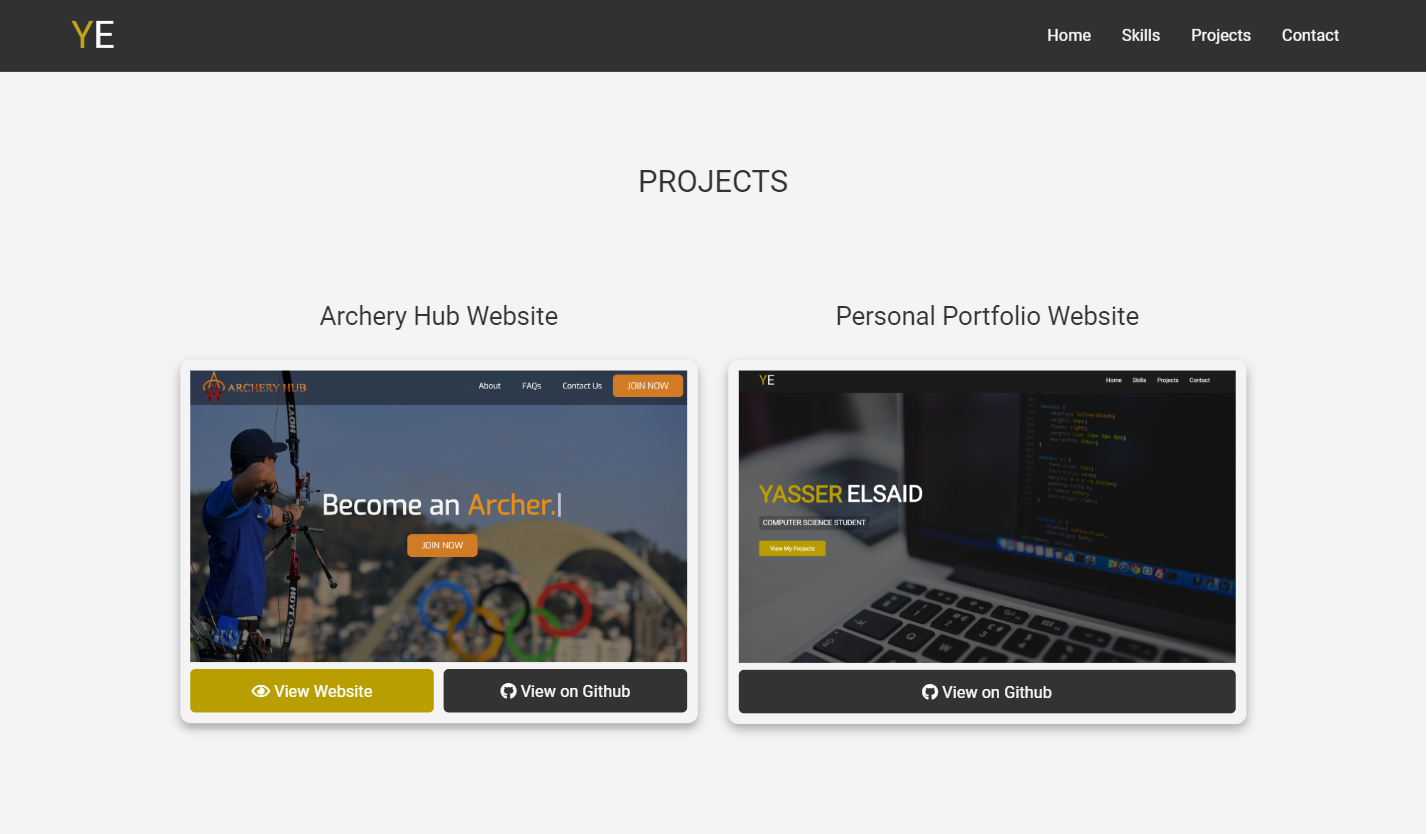 YE
Home Skills Projects Contact
PROJECTS
Archery Hub Website
ARCHERY HUB
About FAQs Contact Us JOIN NOW
Become an Archer.|
JOIN NOW
View Website
View on Github
Personal Portfolio Website
YE
Home Skills Projects Contact
YASSER ELSAID
COMPUTER SCIENCE STUDENT
View My Projects
View on Github